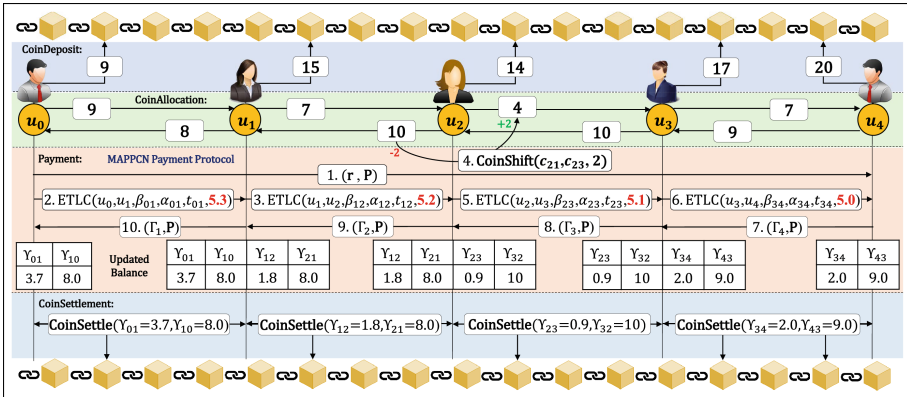 CoinDeposit:
9
15
14
17
20
CoinAllocation:
9
7
4
7
u₀
u₁
u₂
u₃
u₄
8
10
+2
10
9
-2
Payment:
MAPPCN Payment Protocol
4. CoinShift(c₂₁,c₂₃, 2)
1. (r , P)
2. ETLC(u₀,u₁,β₀₁,α₀₁,t₀₁,5.3)
3. ETLC(u₁,u₂,β₁₂,α₁₂,t₁₂,5.2)
5. ETLC(u₂,u₃,β₂₃,α₂₃,t₂₃,5.1)
6. ETLC(u₃,u₄,β₃₄,α₃₄,t₃₄,5.0)
10. (Γ₁,P)
9. (Γ₂,P)
8. (Γ₃,P)
7. (Γ₄,P)
Updated
Balance
ϒ₀₁ ϒ₁₀
3.7 8.0
ϒ₀₁ ϒ₁₀ ϒ₁₂ ϒ₂₁
3.7 8.0 1.8 8.0
ϒ₁₂ ϒ₂₁ ϒ₂₃ ϒ₃₂
1.8 8.0 0.9 10
ϒ₂₃ ϒ₃₂ ϒ₃₄ ϒ₄₃
0.9 10 2.0 9.0
ϒ₃₄ ϒ₄₃
2.0 9.0
CoinSettlement:
CoinSettle(ϒ₀₁=3.7,ϒ₁₀=8.0)
CoinSettle(ϒ₁₂=1.8,ϒ₂₁=8.0)
CoinSettle(ϒ₂₃=0.9,ϒ₃₂=10)
CoinSettle(ϒ₃₄=2.0,ϒ₄₃=9.0)